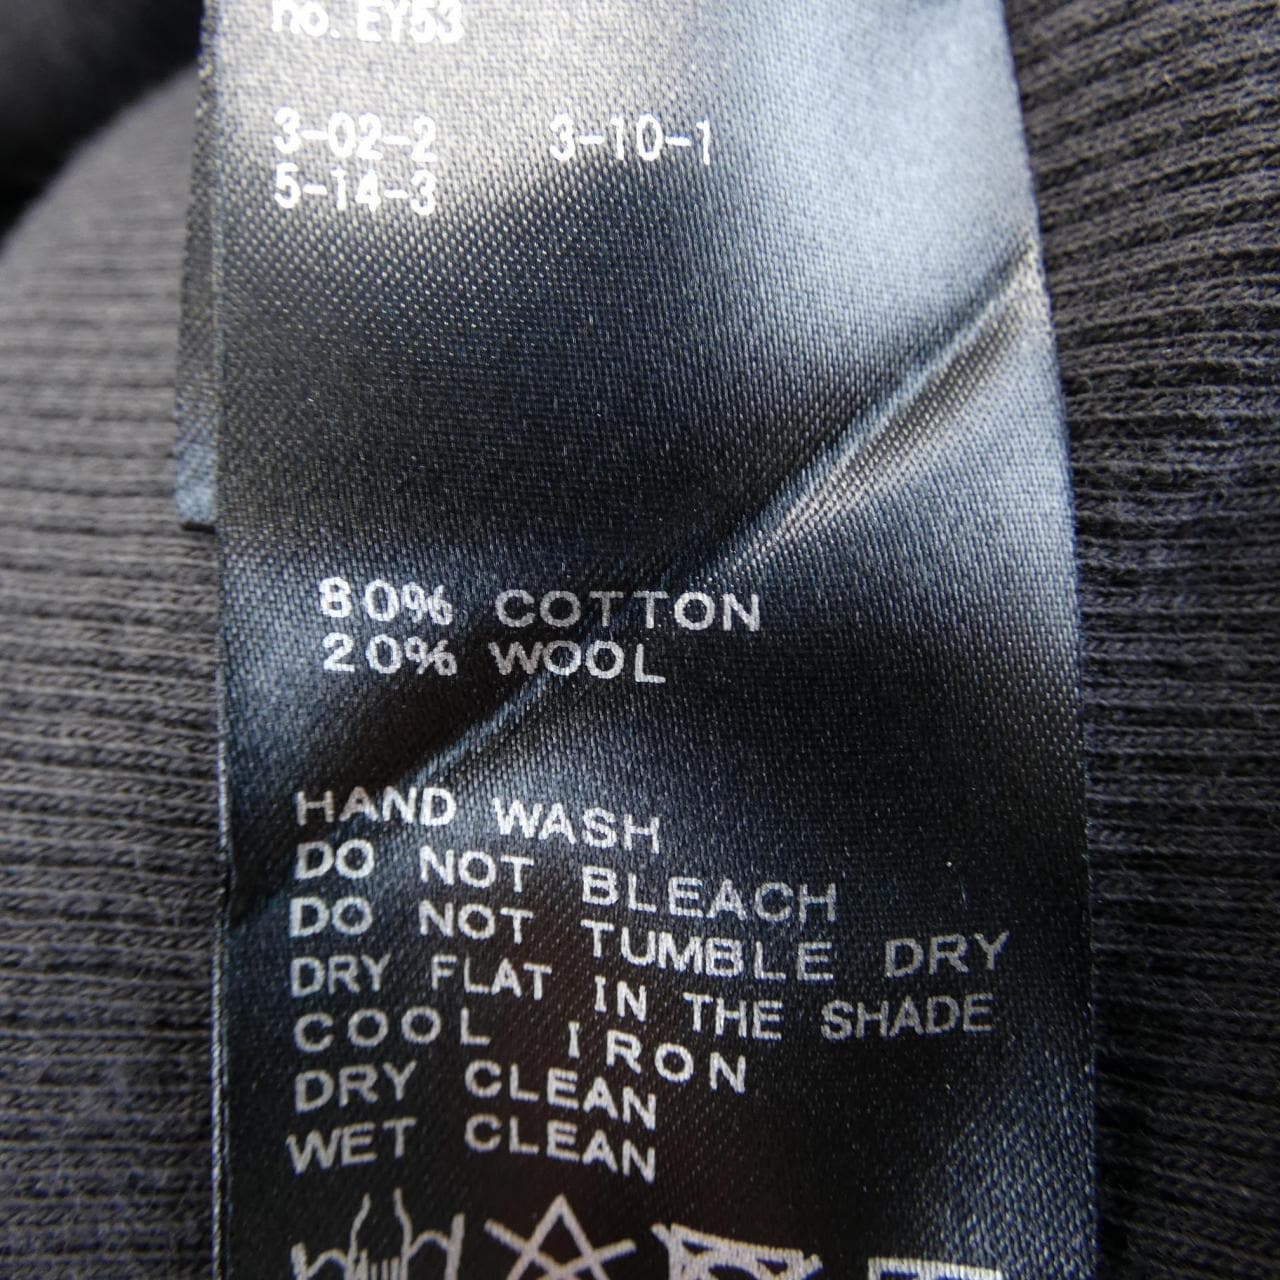 no. EY53
3-02-2 3-10-1
5-14-3
80% COTTON
20% WOOL
HAND WASH
DO NOT BLEACH
DO NOT TUMBLE DRY
DRY FLAT IN THE SHADE
COOL IRON
DRY CLEAN
WET CLEAN